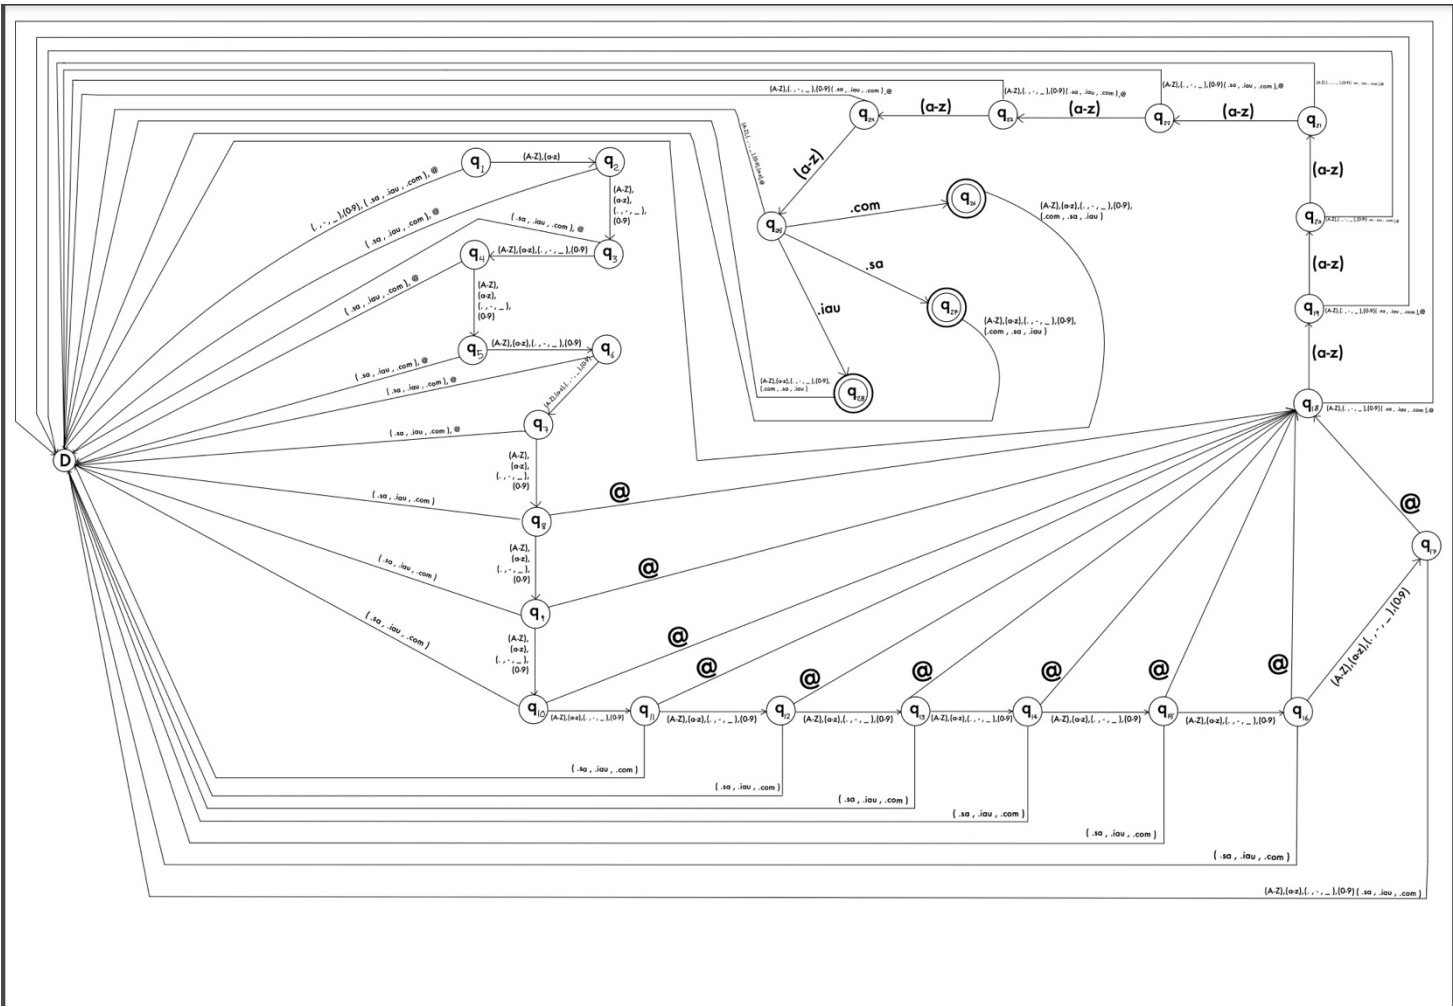 (A-Z),(. , - , _ ),(0-9)( .sa , .iau , .com ),@
(A-Z),(. , - , _ ),(0-9)( .sa , .iau , .com ),@
(A-Z),(. , - , _ ),(0-9)( .sa , .iau , .com ),@
q24
(a-z)
q23
(a-z)
q22
(a-z)
q21
(a-z)
q1
(A-Z),(a-z)
q2
(. , - , _ ),(0-9), ( .sa , .iau , .com ), @
( .sa , .iau , .com ), @
(A-Z),
(a-z),
(. , - , _ ),
(0-9)
( .sa , .iau , .com ), @
q4
(A-Z),(a-z),(. , - , _ ),(0-9)
q3
( .sa , .iau , .com ), @
(A-Z),
(a-z),
(. , - , _ ),
(0-9)
(a-z)
q25
.com
(A-Z),(a-z),(. , - , _ ),(0-9),
(.com , .sa , .iau )
q20
(a-z)
.sa
.iau
(A-Z),(a-z),(. , - , _ ),(0-9),
(.com , .sa , .iau )
q19
(A-Z),(. , - , _ ),(0-9)( .sa , .iau , .com ),@
(a-z)
q5
(A-Z),(a-z),(. , - , _ ),(0-9)
q6
( .sa , .iau , .com ), @
( .sa , .iau , .com ), @
(A-Z),(a-z),(. , - , _ ),(0-9)
(A-Z),(a-z),(. , - , _ ),(0-9),
(.com , .sa , .iau )
q28
q18
(A-Z),(. , - , _ ),(0-9)( .sa , .iau , .com ),@
( .sa , .iau , .com ), @
q7
D
(A-Z),
(a-z),
(. , - , _ ),
(0-9)
( .sa , .iau , .com )
@
@
q8
q17
(A-Z),
(a-z),
(. , - , _ ),
(0-9)
( .sa , .iau , .com )
@
q9
( .sa , .iau , .com )
(A-Z),
(a-z),
(. , - , _ ),
(0-9)
@
@
@
@
@
@
@
(A-Z),(a-z),(. , - , _ ),(0-9)
q10
(A-Z),(a-z),(. , - , _ ),(0-9)
q11
(A-Z),(a-z),(. , - , _ ),(0-9)
q12
(A-Z),(a-z),(. , - , _ ),(0-9)
q13
(A-Z),(a-z),(. , - , _ ),(0-9)
q14
(A-Z),(a-z),(. , - , _ ),(0-9)
q15
(A-Z),(a-z),(. , - , _ ),(0-9)
q16
( .sa , .iau , .com )
( .sa , .iau , .com )
( .sa , .iau , .com )
( .sa , .iau , .com )
( .sa , .iau , .com )
( .sa , .iau , .com )
(A-Z),(a-z),(. , - , _ ),(0-9)( .sa , .iau , .com )